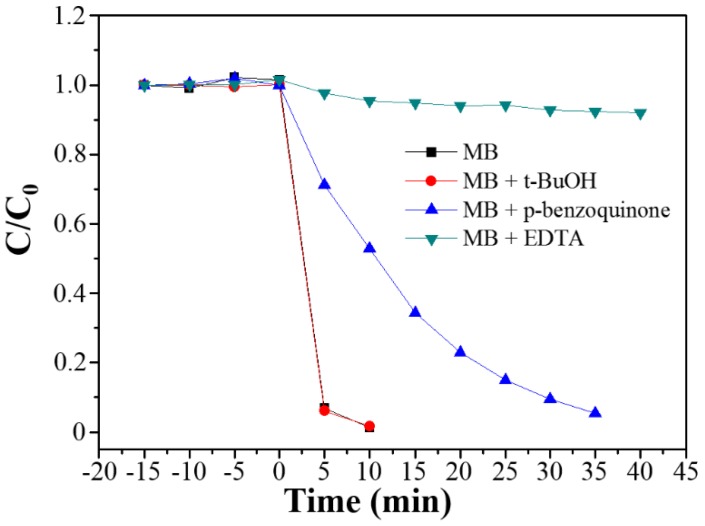 1.2
1.0
0.8
0.6
0.4
0.2
0
C/C0
MB
MB + t-BuOH
MB + p-benzoquinone
MB + EDTA
-20 -15 -10 -5 0 5 10 15 20 25 30 35 40 45
Time (min)